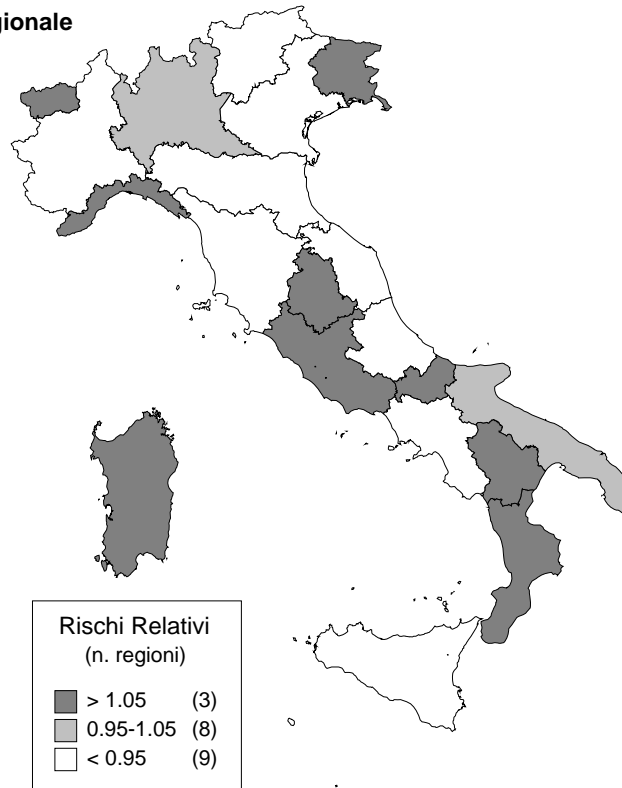 gionale
Rischi Relativi
(n. regioni)
> 1.05 (3)
0.95-1.05 (8)
< 0.95 (9)